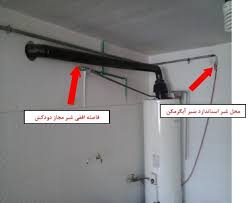 محل غیر استاندارد شیر آبگرمکن
فاصله افقی غیر مجاز دودکش